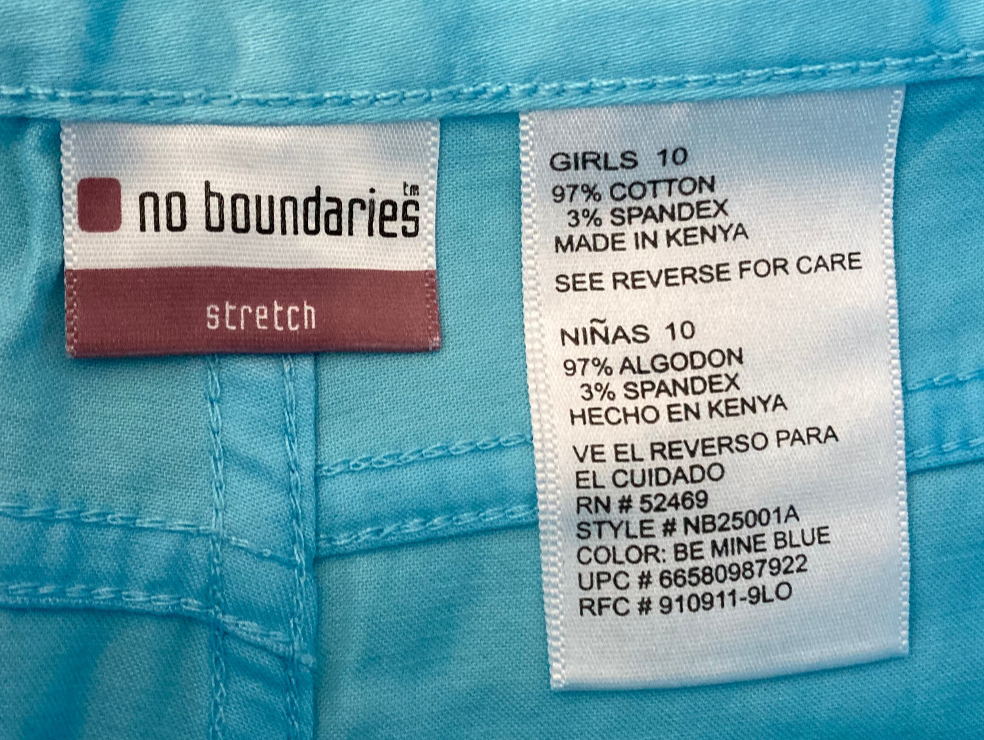 no boundaries tm
stretch
GIRLS 10
97% COTTON
3% SPANDEX
MADE IN KENYA
SEE REVERSE FOR CARE
NIÑAS 10
97% ALGODON
3% SPANDEX
HECHO EN KENYA
VE EL REVERSO PARA
EL CUIDADO
RN # 52469
STYLE # NB25001A
COLOR: BE MINE BLUE
UPC # 66580987922
RFC # 910911-9LO